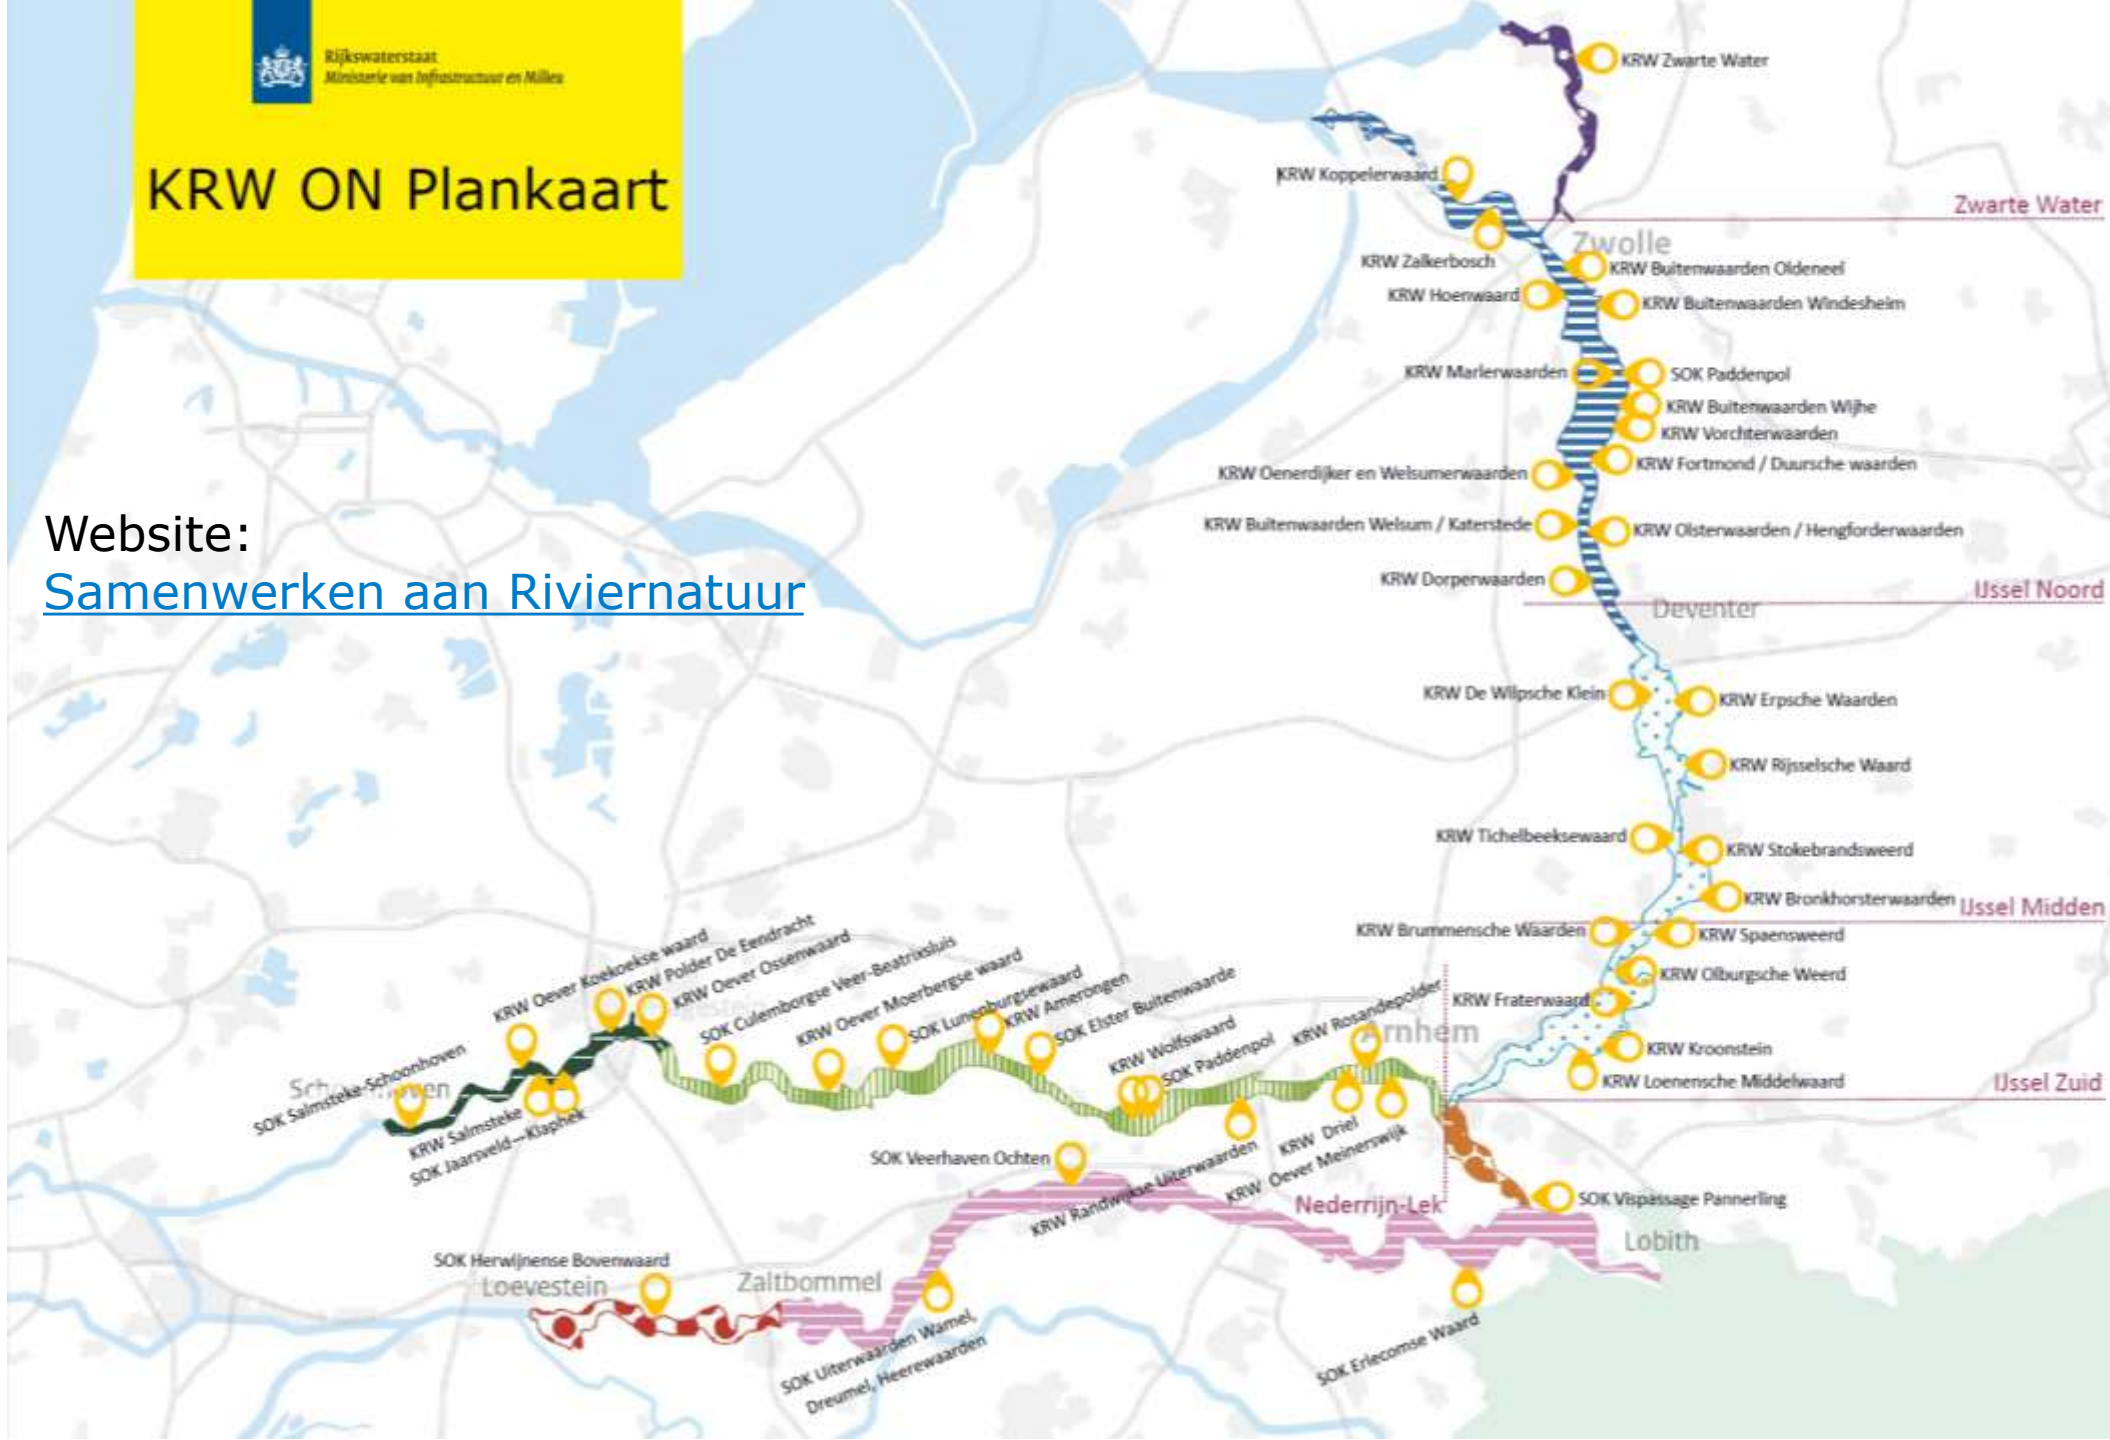 Rijkswaterstaat
Ministerie van Infrastructuur en Milieu
KRW ON Plankaart
Website:
Samenwerken aan Riviernatuur
KRW Zwarte Water
KRW Koppelerwaard
Zwarte Water
Zwolle
KRW Zalkerbosch
KRW Buitenwaarden Oldeneel
KRW Hoenwaard
KRW Buitenwaarden Windesheim
KRW Marlerwaarden
SOK Paddenpol
KRW Buitenwaarden Wijhe
KRW Vorchterwaarden
KRW Fortmond / Duursche waarden
KRW Oenerdijker en Welsumerwaarden
KRW Buitenwaarden Welsum / Katerstede
KRW Olsterwaarden / Hengforderwaarden
KRW Dorperwaarden
IJssel Noord
Deventer
KRW De Wilpsche Klein
KRW Erpsche Waarden
KRW Rijsselsche Waard
KRW Tichelbeeksewaard
KRW Stokebrandsweerd
KRW Bronkhorsterwaarden
IJssel Midden
KRW Brummensche Waarden
KRW Spaensweerd
KRW Olburgsche Weerd
KRW Fraterwaard
KRW Kroonstein
KRW Loenensche Middelwaard
IJssel Zuid
Arnhem
SOK Salmsteke-Schoonhoven
KRW Oever Koekoekse waard
KRW Polder De Eendracht
KRW Oever Ossenwaard
SOK Culemborgse Veer-Beatrixsluis
KRW Oever Moerbergse waard
SOK Lunenburgsewaard
KRW Amerongen
SOK Elster Buitenwaarde
KRW Wolfswaard
SOK Paddenpol
KRW Rosandepolder
KRW Salmsteke
SOK Jaarsveld—Klaphek
SOK Veerhaven Ochten
KRW Randwijkse Uiterwaarden
KRW Driel
KRW Oever Meinerswijk
Nederrijn-Lek
SOK Vispassage Pannerling
Lobith
SOK Herwijnense Bovenwaard
Loevestein
Zaltbommel
SOK Uiterwaarden Wamel,
Dreumel, Heerewaarden
SOK Erlecomse Waard